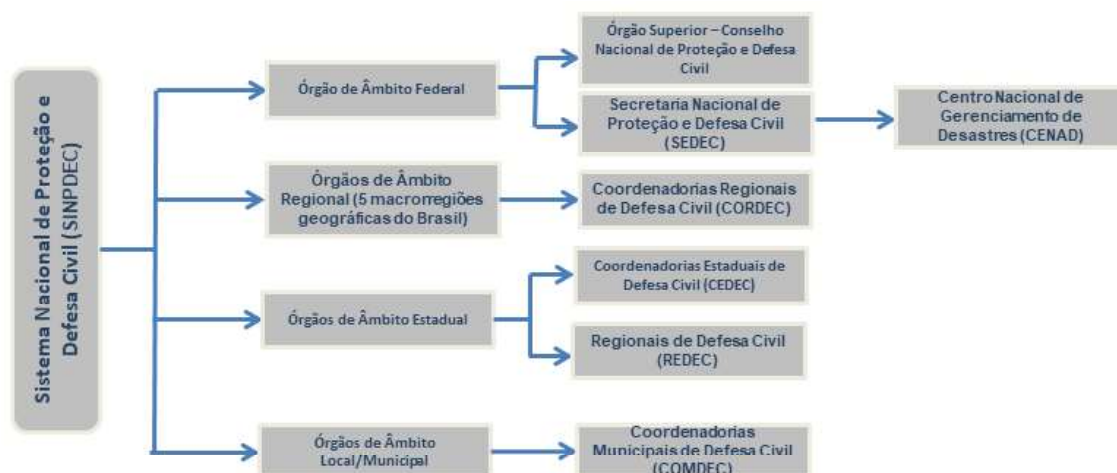 Sistema Nacional de Proteção e
Defesa Civil (SINPDEC)
Órgão de Âmbito Federal
Órgão Superior – Conselho
Nacional de Proteção e Defesa
Civil
Secretaria Nacional de
Proteção e Defesa Civil
(SEDEC)
Centro Nacional de
Gerenciamento de
Desastres (CENAD)
Órgãos de Âmbito
Regional (5 macrorregiões
geográficas do Brasil)
Coordenadorias Regionais
de Defesa Civil (CORDEC)
Órgãos de Âmbito Estadual
Coordenadorias Estaduais de
Defesa Civil (CEDEC)
Regionais de Defesa Civil
(REDEC)
Órgãos de Âmbito
Local/Municipal
Coordenadorias
Municipais de Defesa Civil
(COMDEC)